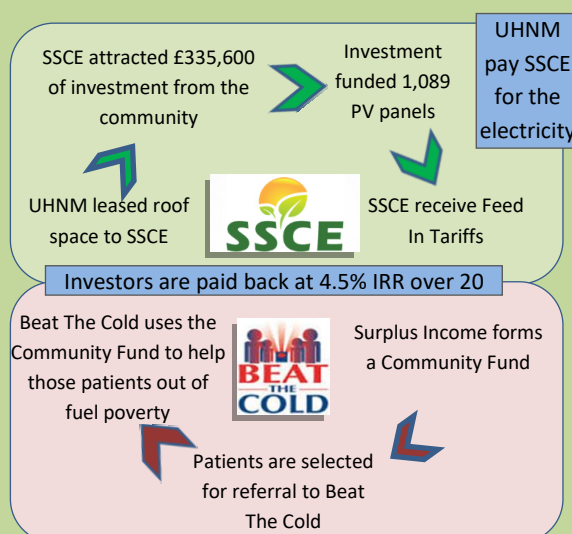 SSCE attracted £335,600
of investment from the
community
Investment
funded 1,089
PV panels
UHNM
pay SSCE
for the
electricity
UHNM leased roof
space to SSCE
SSCE
SSCE receive Feed
In Tariffs
Investors are paid back at 4.5% IRR over 20
Beat The Cold uses the
Community Fund to help
those patients out of
fuel poverty
BEAT
THE
COLD
Surplus Income forms
a Community Fund
Patients are selected
for referral to Beat
The Cold